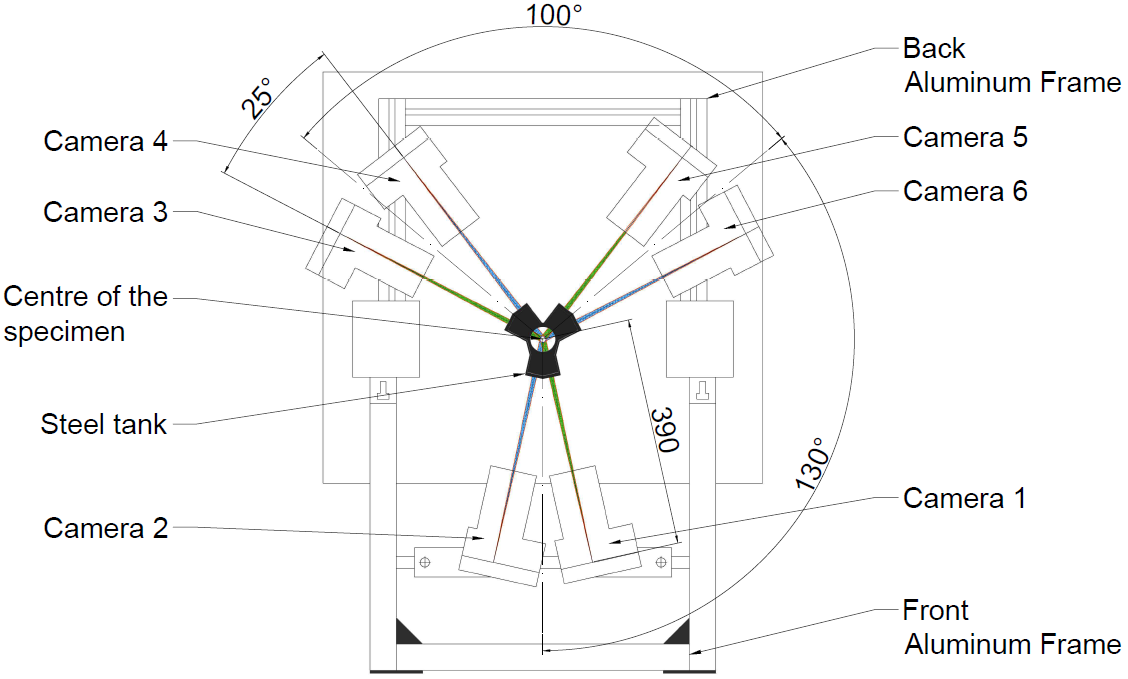 100°
Back
Aluminum Frame
25°
Camera 4
Camera 5
Camera 3
Camera 6
Centre of the
specimen
Steel tank
390
130°
Camera 2
Camera 1
Front
Aluminum Frame